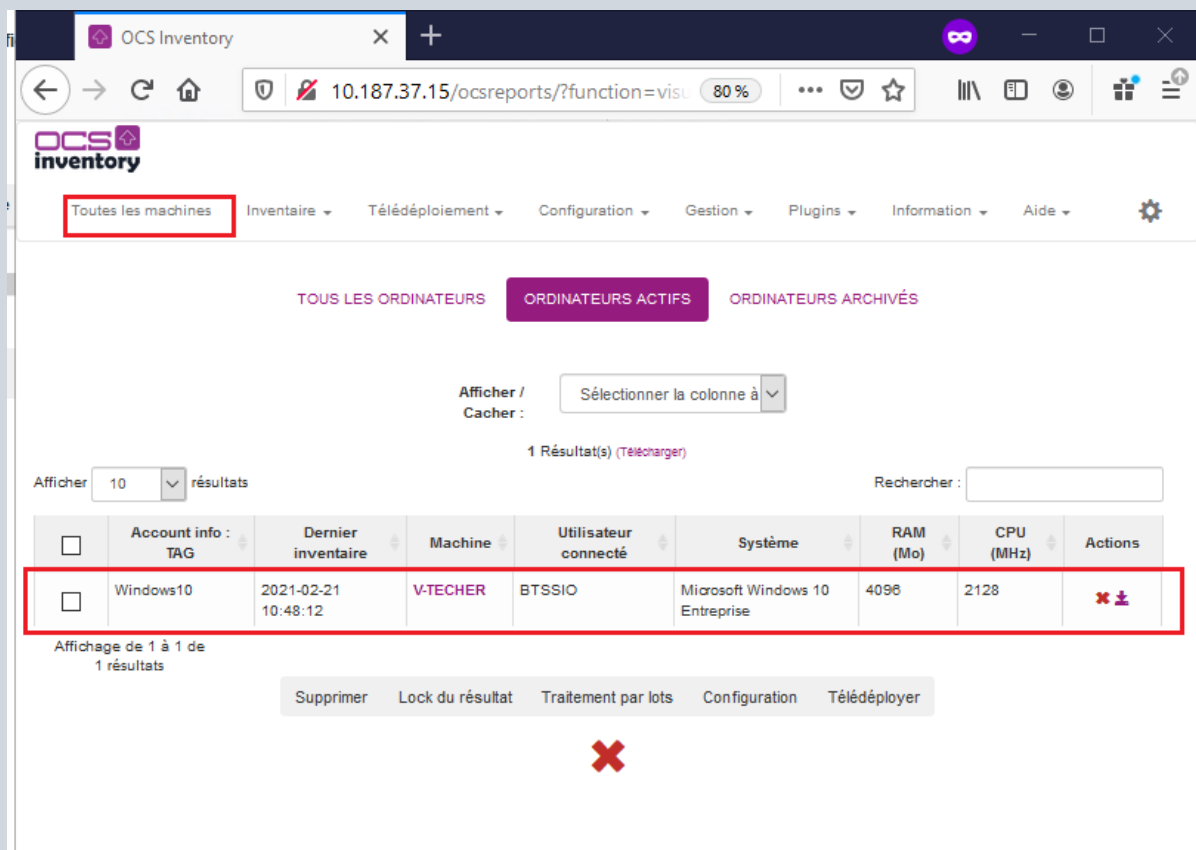 OCS Inventory
10.187.37.15/ocsreports/?function=visu 80 %
OCS
inventory
Toutes les machines Inventaire Télédéploiement Configuration Gestion Plugins Information Aide
TOUS LES ORDINATEURS ORDINATEURS ACTIFS ORDINATEURS ARCHIVÉS
Afficher / Cacher : Sélectionner la colonne à
1 Résultat(s) (Télécharger)
Afficher 10 résultats Rechercher :
Account info : TAG Dernier inventaire Machine Utilisateur connecté Système RAM (Mo) CPU (MHz) Actions
Windows10 2021-02-21 10:48:12 V-TECHER BTSSIO Microsoft Windows 10 Entreprise 4096 2128
Affichage de 1 à 1 de
1 résultats
Supprimer Lock du résultat Traitement par lots Configuration Télédéployer